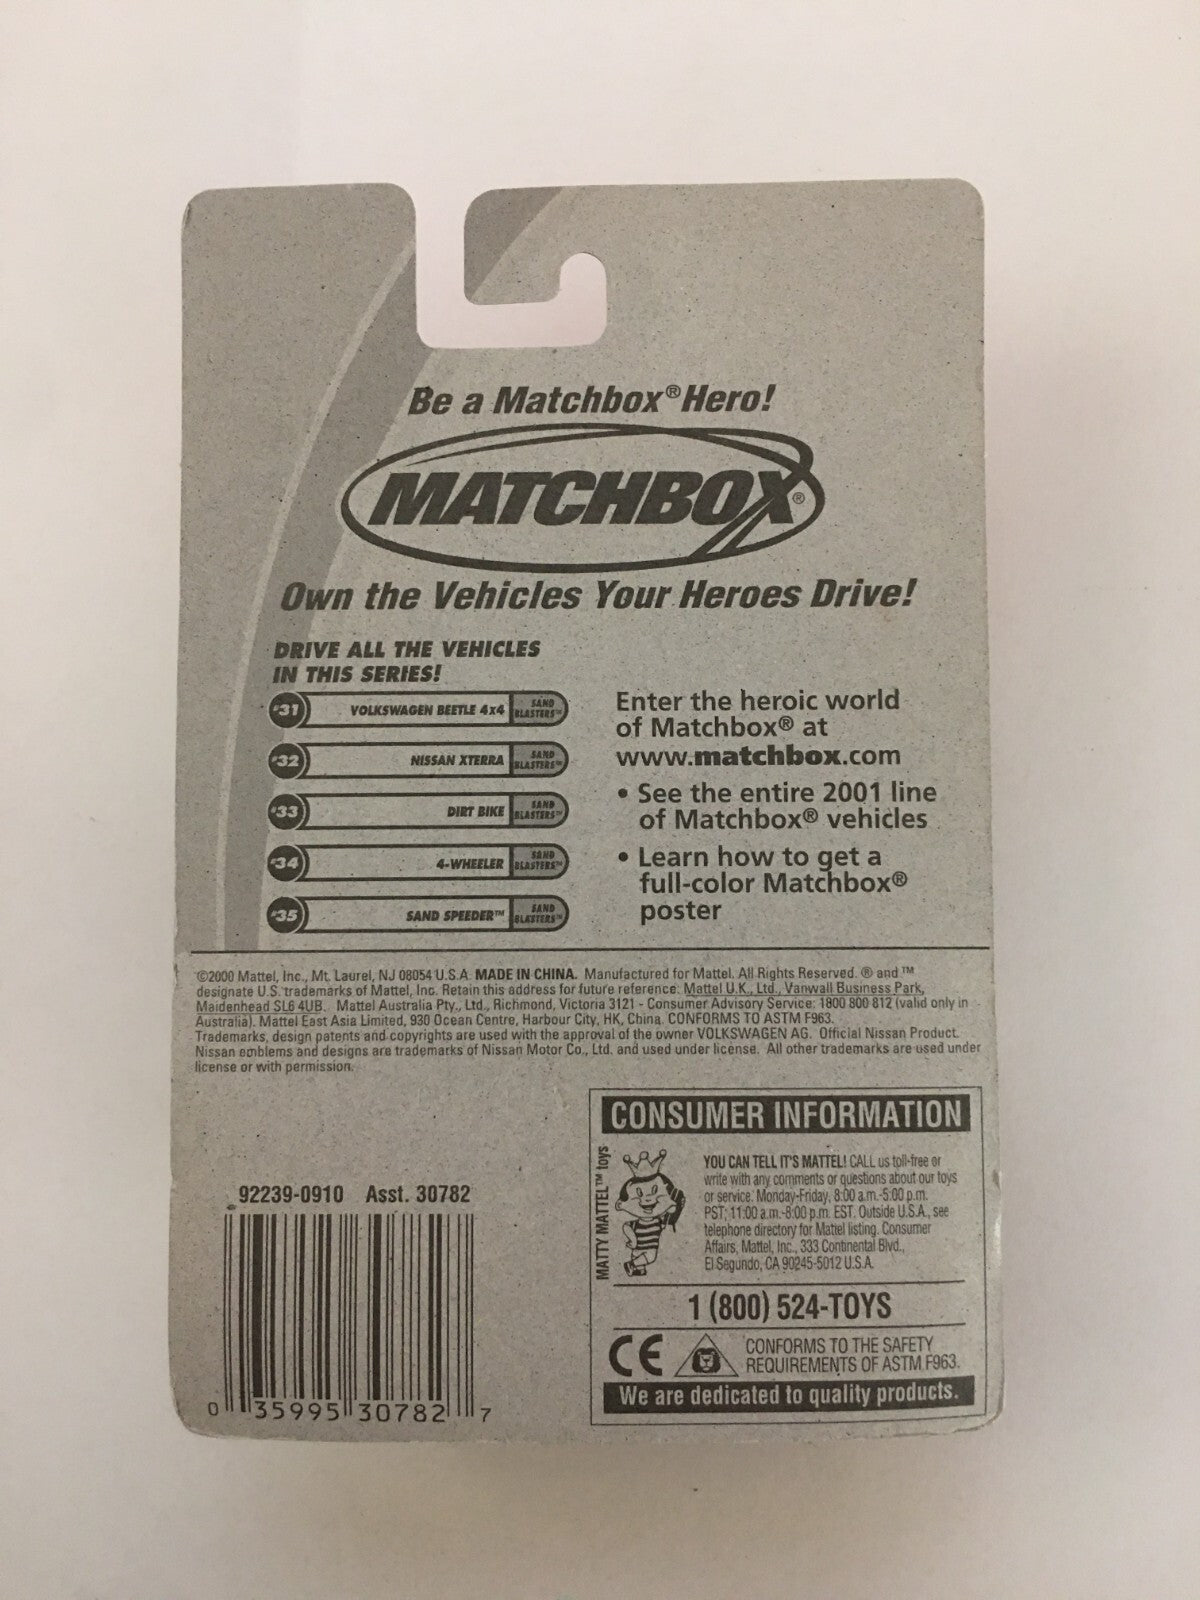 Be a Matchbox® Hero!
MATCHBOX®
Own the Vehicles Your Heroes Drive!
DRIVE ALL THE VEHICLES
IN THIS SERIES!
#31 VOLKSWAGEN BEETLE 4x4 SAND BLASTERS™
#32 NISSAN XTERRA SAND BLASTERS™
#33 DIRT BIKE SAND BLASTERS™
#34 4-WHEELER SAND BLASTERS™
#35 SAND SPEEDER™ SAND BLASTERS™
Enter the heroic world
of Matchbox® at
www.matchbox.com
• See the entire 2001 line
of Matchbox® vehicles
• Learn how to get a
full-color Matchbox®
poster
©2000 Mattel, Inc., Mt. Laurel, NJ 08054 U.S.A. MADE IN CHINA. Manufactured for Mattel. All Rights Reserved. ® and ™
designate U.S. trademarks of Mattel, Inc. Retain this address for future reference: Mattel U.K., Ltd., Vanwall Business Park,
Maidenhead SL6 4UB. Mattel Australia Pty., Ltd., Richmond, Victoria 3121 - Consumer Advisory Service: 1800 800 812 (valid only in
Australia). Mattel East Asia Limited, 930 Ocean Centre, Harbour City, HK, China. CONFORMS TO ASTM F963.
Trademarks, design patents and copyrights are used with the approval of the owner VOLKSWAGEN AG. Official Nissan Product.
Nissan emblems and designs are trademarks of Nissan Motor Co., Ltd. and used under license. All other trademarks are used under
license or with permission.
92239-0910 Asst. 30782
0 35995 30782 7
CONSUMER INFORMATION
MATTY MATTEL™ toys
YOU CAN TELL IT'S MATTEL! CALL us toll-free or
write with any comments or questions about our toys
or service. Monday-Friday, 8:00 a.m.-5:00 p.m.
PST; 11:00 a.m.-8:00 p.m. EST. Outside U.S.A., see
telephone directory for Mattel listing. Consumer
Affairs, Mattel, Inc., 333 Continental Blvd.,
El Segundo, CA 90245-5012 U.S.A.
1 (800) 524-TOYS
CE
CONFORMS TO THE SAFETY
REQUIREMENTS OF ASTM F963.
We are dedicated to quality products.